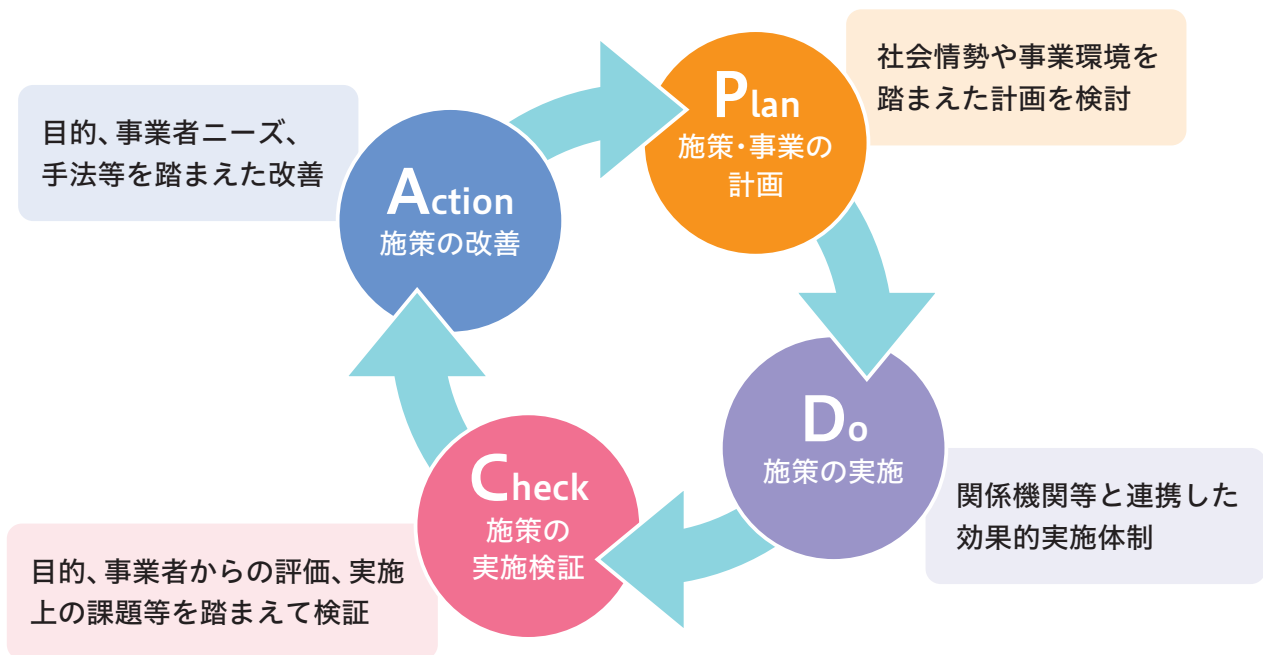 Plan
施策・事業の
計画
社会情勢や事業環境を
踏まえた計画を検討
Do
施策の実施
関係機関等と連携した
効果的実施体制
Check
施策の
実施検証
目的、事業者からの評価、実施
上の課題等を踏まえて検証
Action
施策の改善
目的、事業者ニーズ、
手法等を踏まえた改善